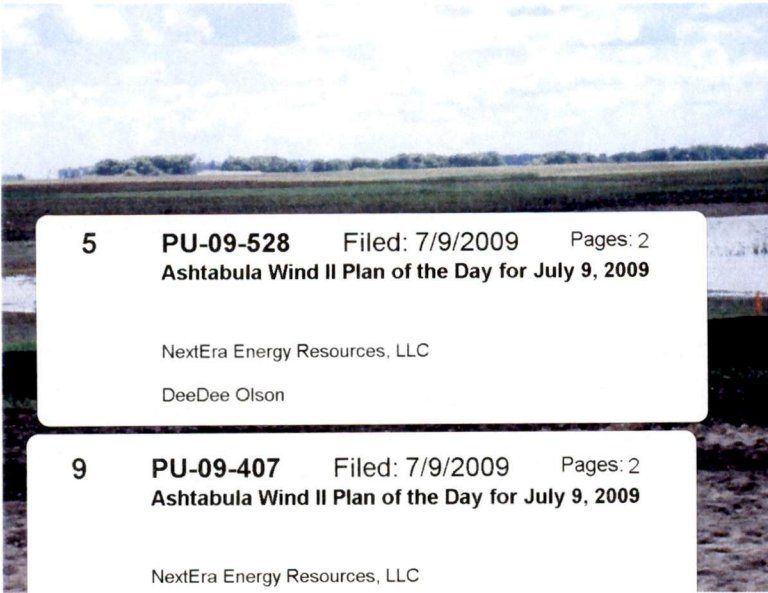 5 PU-09-528 Filed: 7/9/2009 Pages: 2
Ashtabula Wind II Plan of the Day for July 9, 2009
NextEra Energy Resources, LLC
DeeDee Olson
9 PU-09-407 Filed: 7/9/2009 Pages: 2
Ashtabula Wind II Plan of the Day for July 9, 2009
NextEra Energy Resources, LLC